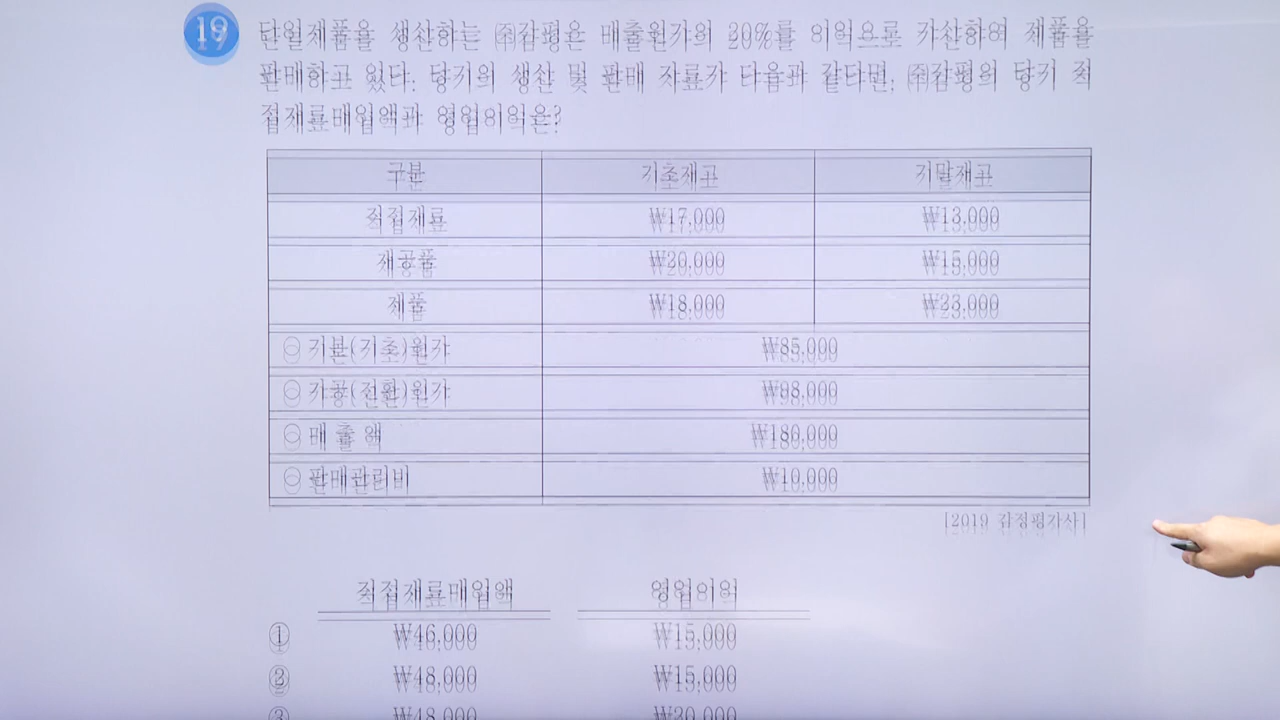 19 단일제품을 생산하는 ㈜감평은 매출원가의 20%를 이익으로 가산하여 제품을
판매하고 있다. 당기의 생산 및 판매 자료가 다음과 같다면, ㈜감평의 당기 직
접재료매입액과 영업이익은?
구분 기초재고 기말재고
직접재료 ₩17,000 ₩13,000
재공품 ₩20,000 ₩15,000
제품 ₩18,000 ₩23,000
기본(기초)원가 ₩85,000
가공(전환)원가 ₩98,000
매 출 액 ₩180,000
판매관리비 ₩10,000
[2019 감정평가사]
직접재료매입액 영업이익
① ₩46,000 ₩15,000
② ₩48,000 ₩15,000
③ ₩48,000 ₩20,000